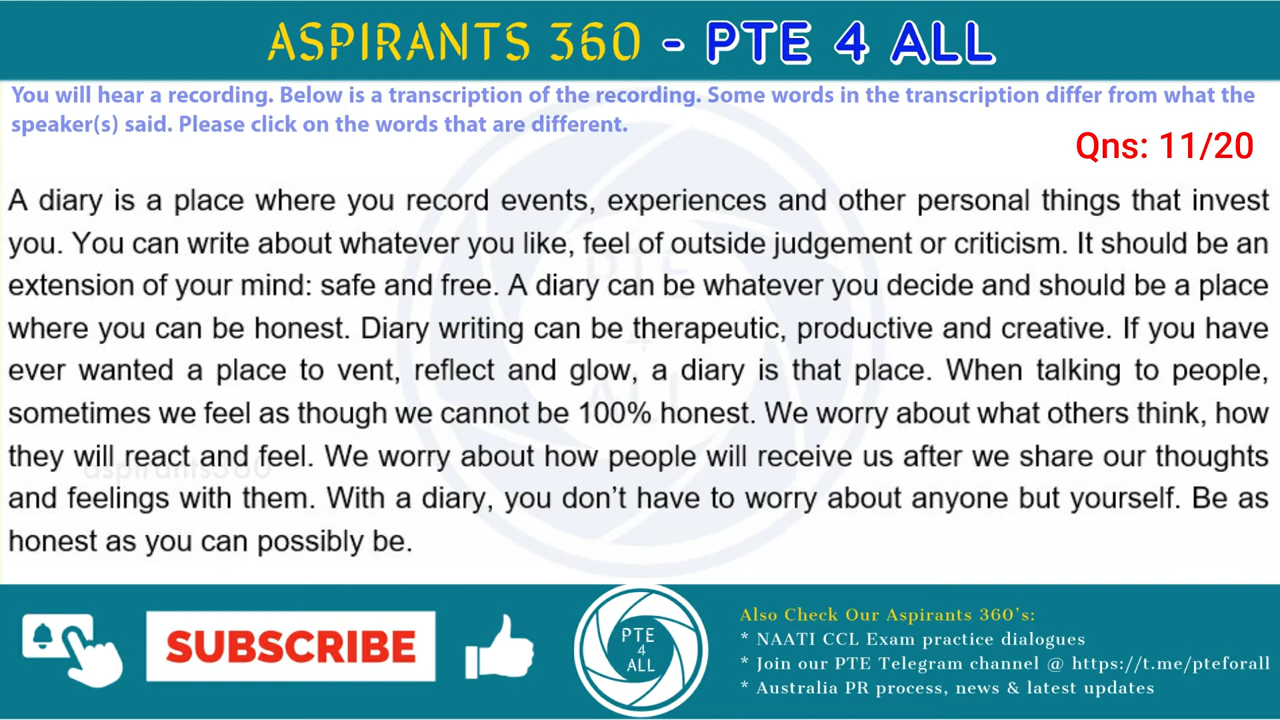 ASPIRANTS 360 - PTE 4 ALL
You will hear a recording. Below is a transcription of the recording. Some words in the transcription differ from what the
speaker(s) said. Please click on the words that are different.
Qns: 11/20
A diary is a place where you record events, experiences and other personal things that invest
you. You can write about whatever you like, feel of outside judgement or criticism. It should be an
extension of your mind: safe and free. A diary can be whatever you decide and should be a place
where you can be honest. Diary writing can be therapeutic, productive and creative. If you have
ever wanted a place to vent, reflect and glow, a diary is that place. When talking to people,
sometimes we feel as though we cannot be 100% honest. We worry about what others think, how
they will react and feel. We worry about how people will receive us after we share our thoughts
and feelings with them. With a diary, you don't have to worry about anyone but yourself. Be as
honest as you can possibly be.
aspirants360
PTE
4
ALL
SUBSCRIBE
PTE
4
ALL
Also Check Our Aspirants 360's:
* NAATI CCL Exam practice dialogues
* Join our PTE Telegram channel @ https://t.me/pteforall
* Australia PR process, news & latest updates